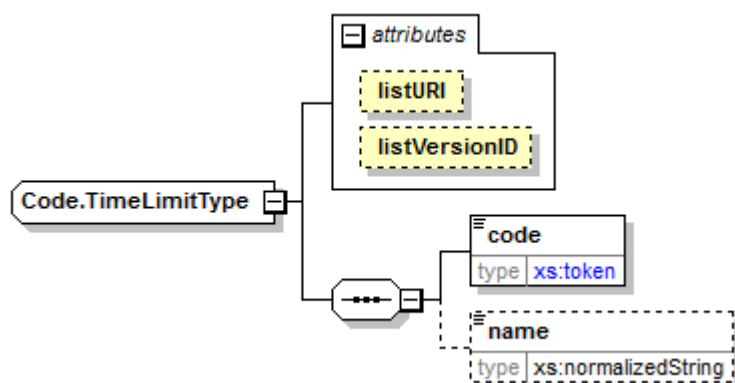 attributes
listURI
listVersionID
Code.TimeLimitType
code
type xs:token
name
type xs:normalizedString